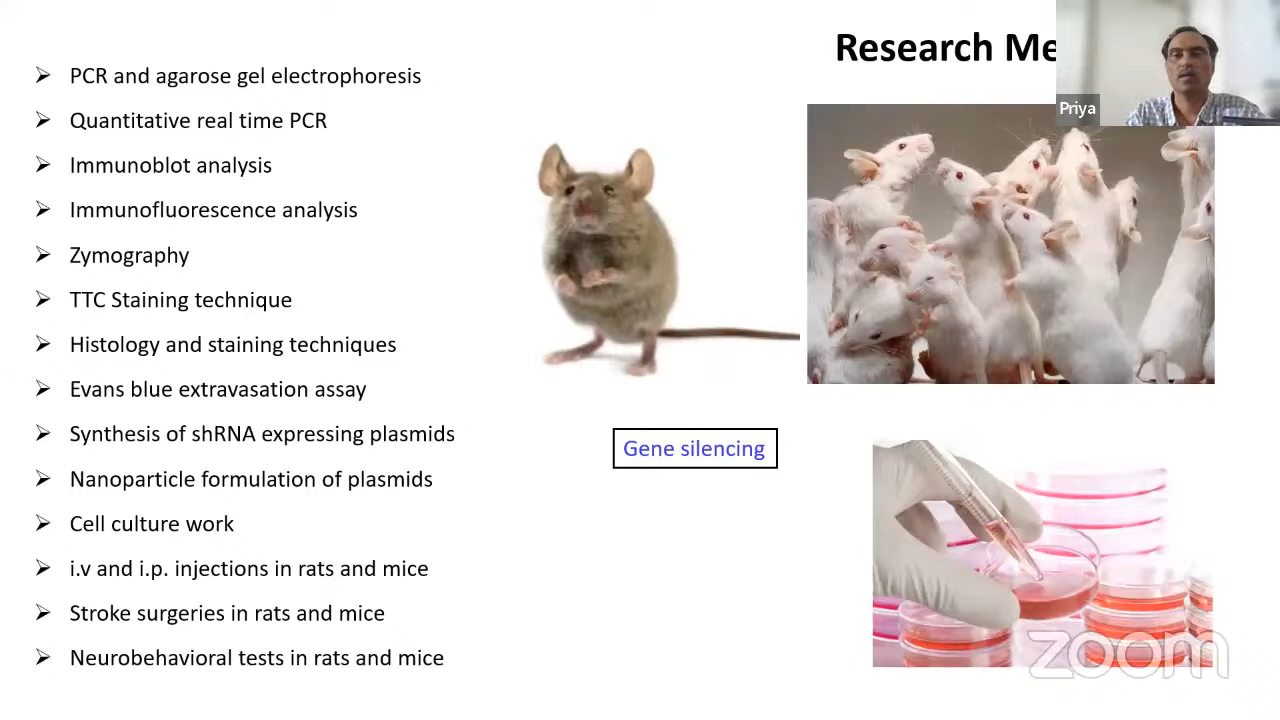 Research Me
Priya
➢ PCR and agarose gel electrophoresis
➢ Quantitative real time PCR
➢ Immunoblot analysis
➢ Immunofluorescence analysis
➢ Zymography
➢ TTC Staining technique
➢ Histology and staining techniques
➢ Evans blue extravasation assay
➢ Synthesis of shRNA expressing plasmids
➢ Nanoparticle formulation of plasmids
➢ Cell culture work
➢ i.v and i.p. injections in rats and mice
➢ Stroke surgeries in rats and mice
➢ Neurobehavioral tests in rats and mice
Gene silencing
zoom